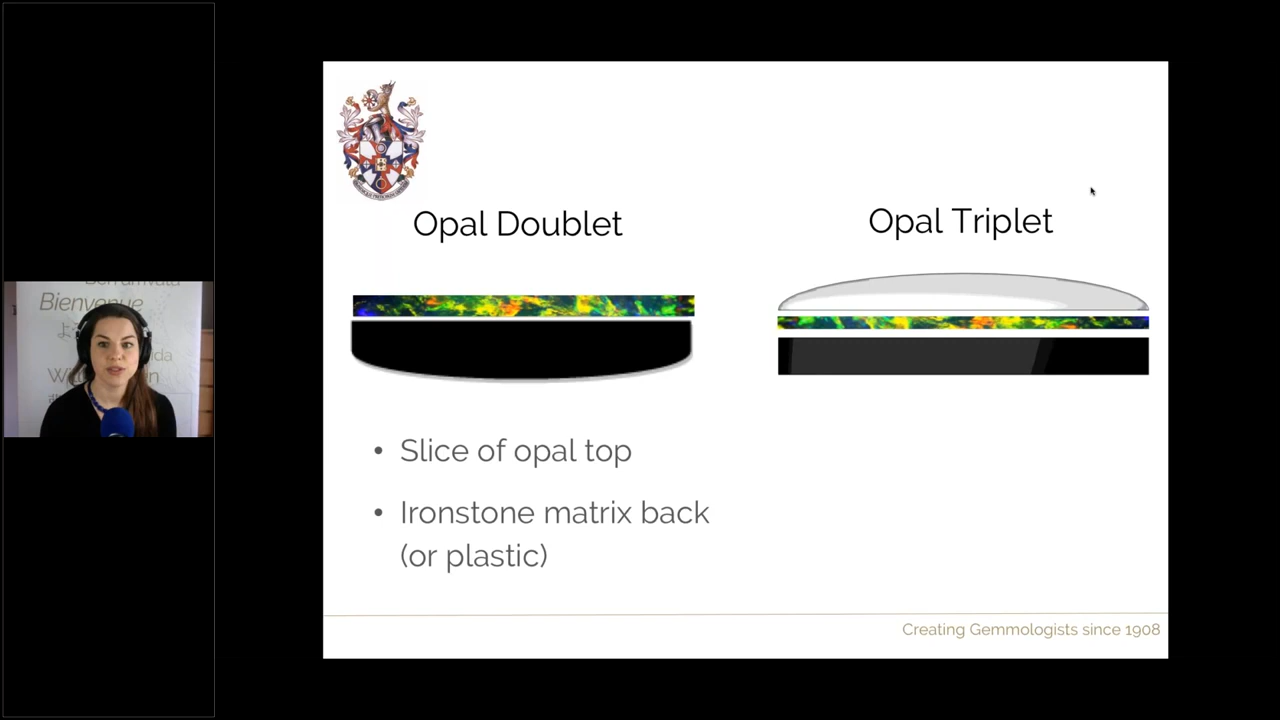 Opal Doublet
Opal Triplet
• Slice of opal top
• Ironstone matrix back
(or plastic)
Creating Gemmologists since 1908
Bienvenue